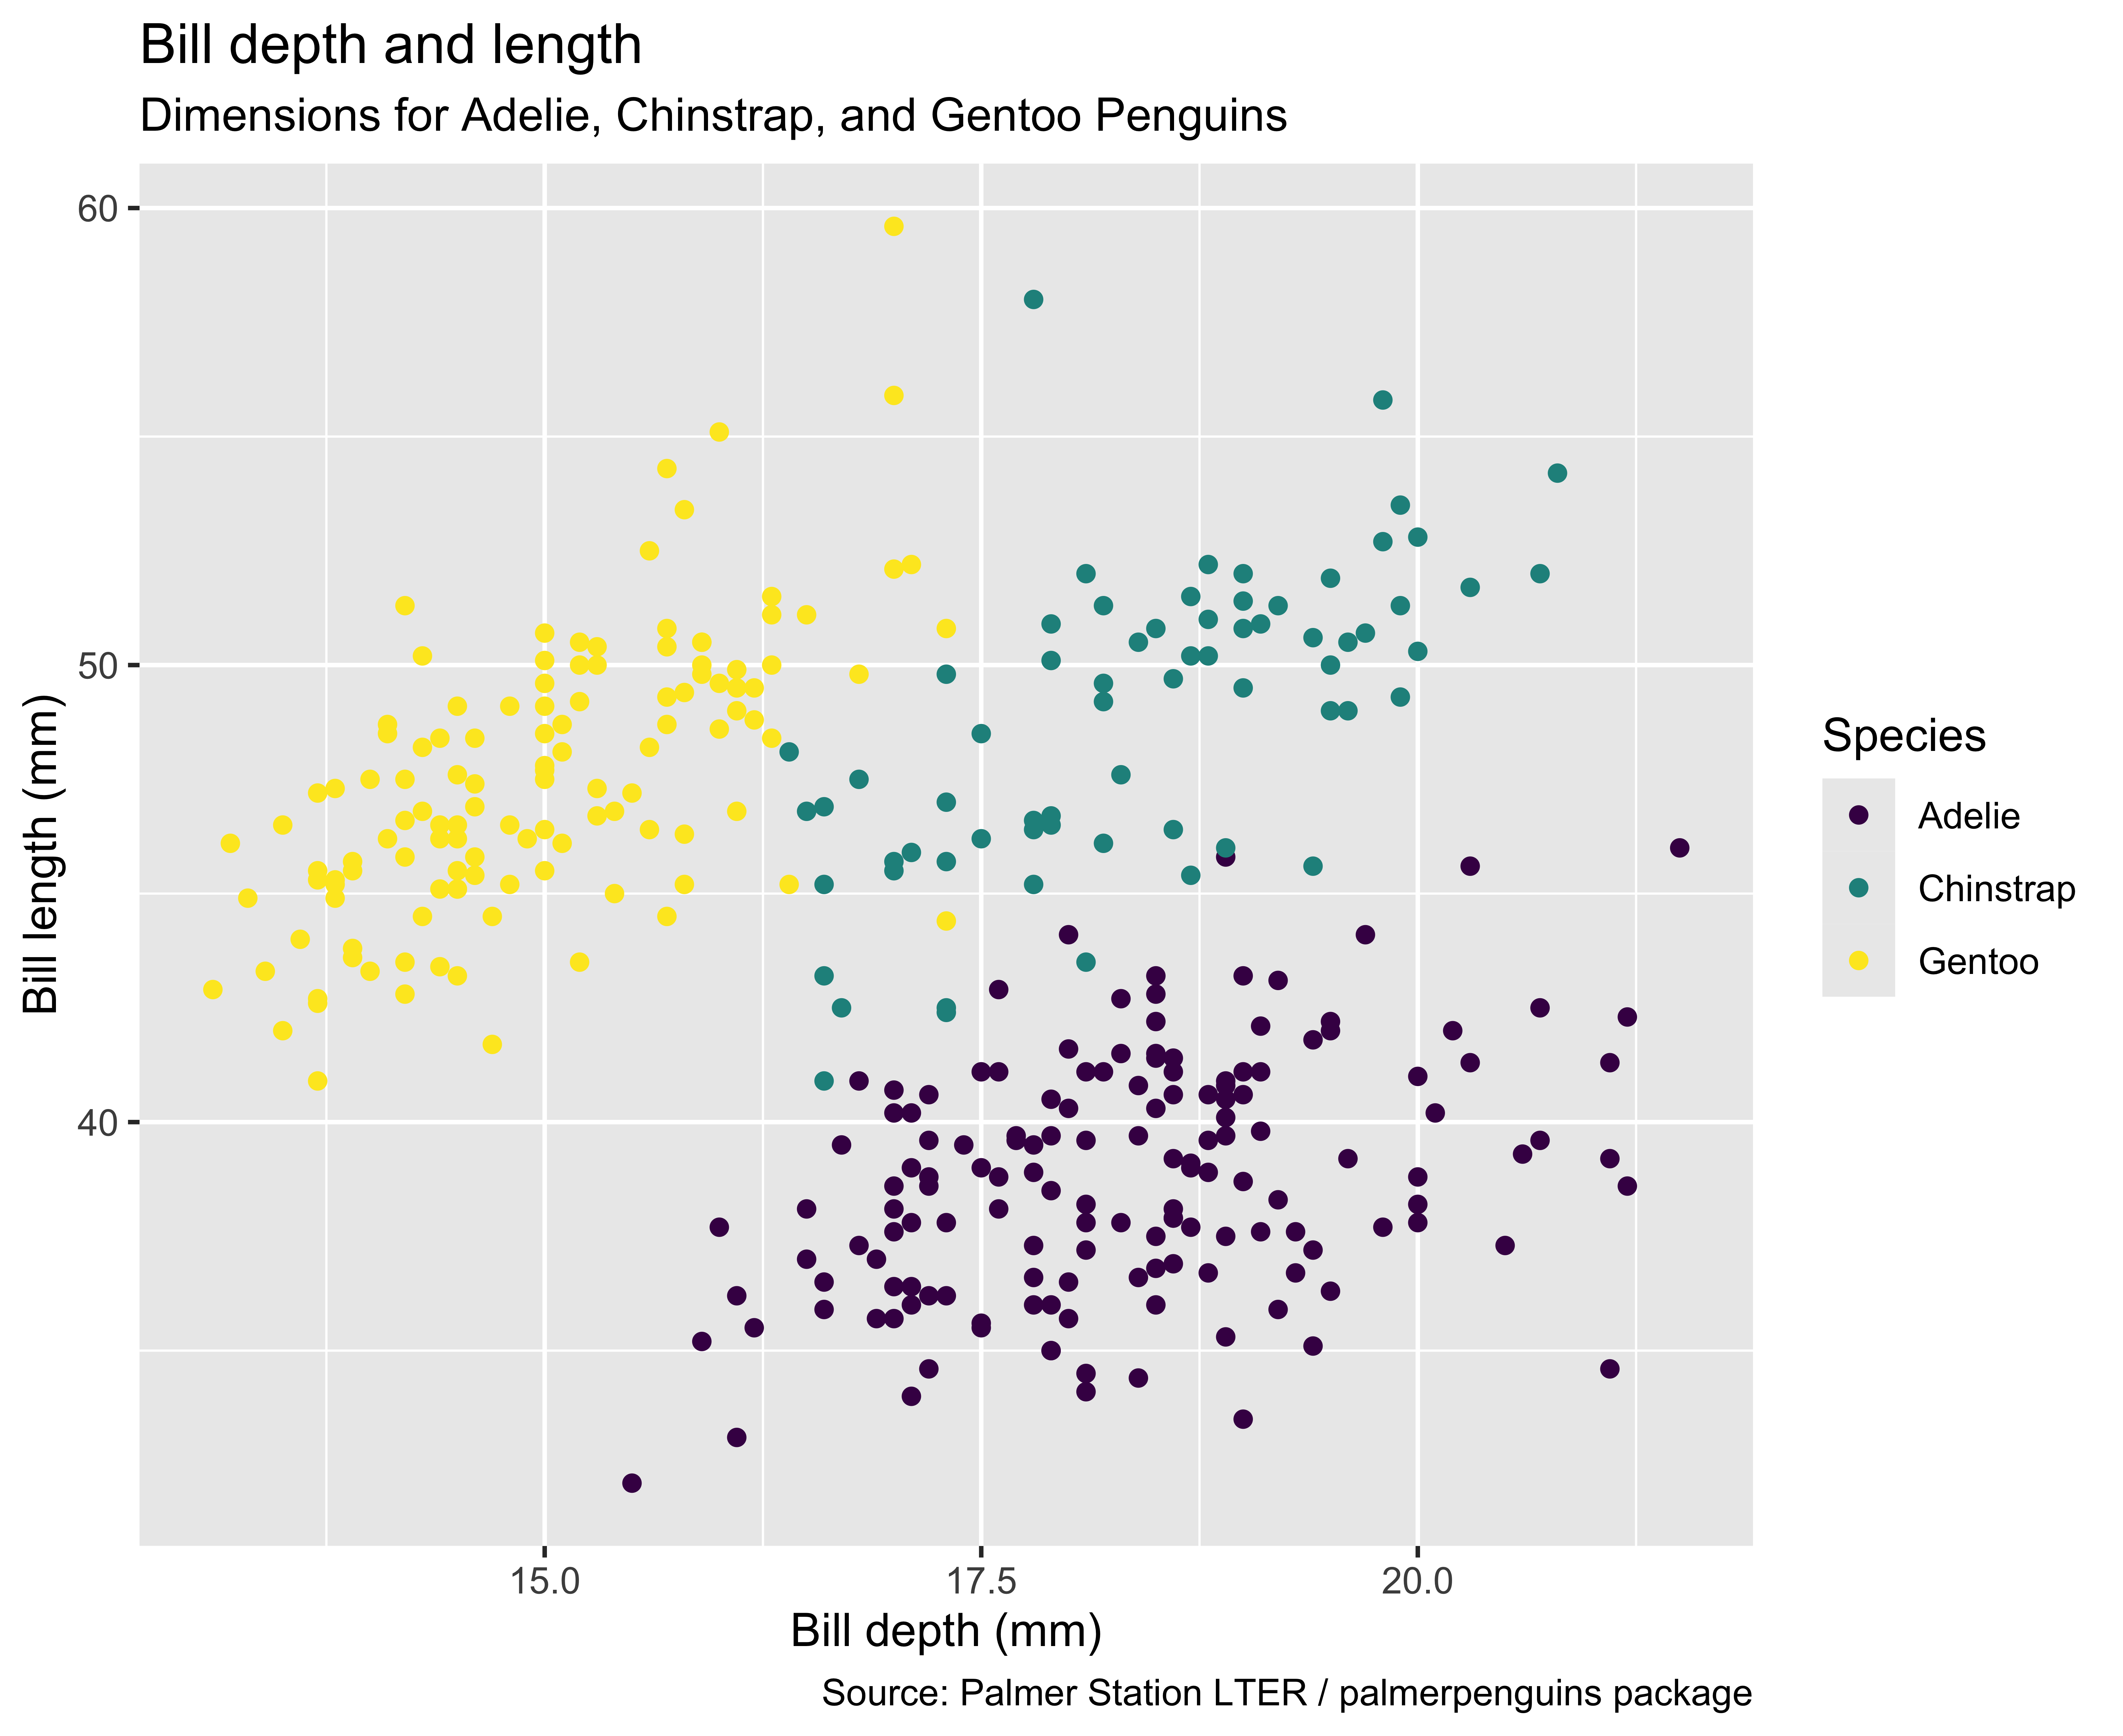 Bill depth and length
Dimensions for Adelie, Chinstrap, and Gentoo Penguins
60
50
40
Bill length (mm)
15.0 17.5 20.0
Bill depth (mm)
Species
Adelie
Chinstrap
Gentoo
Source: Palmer Station LTER / palmerpenguins package